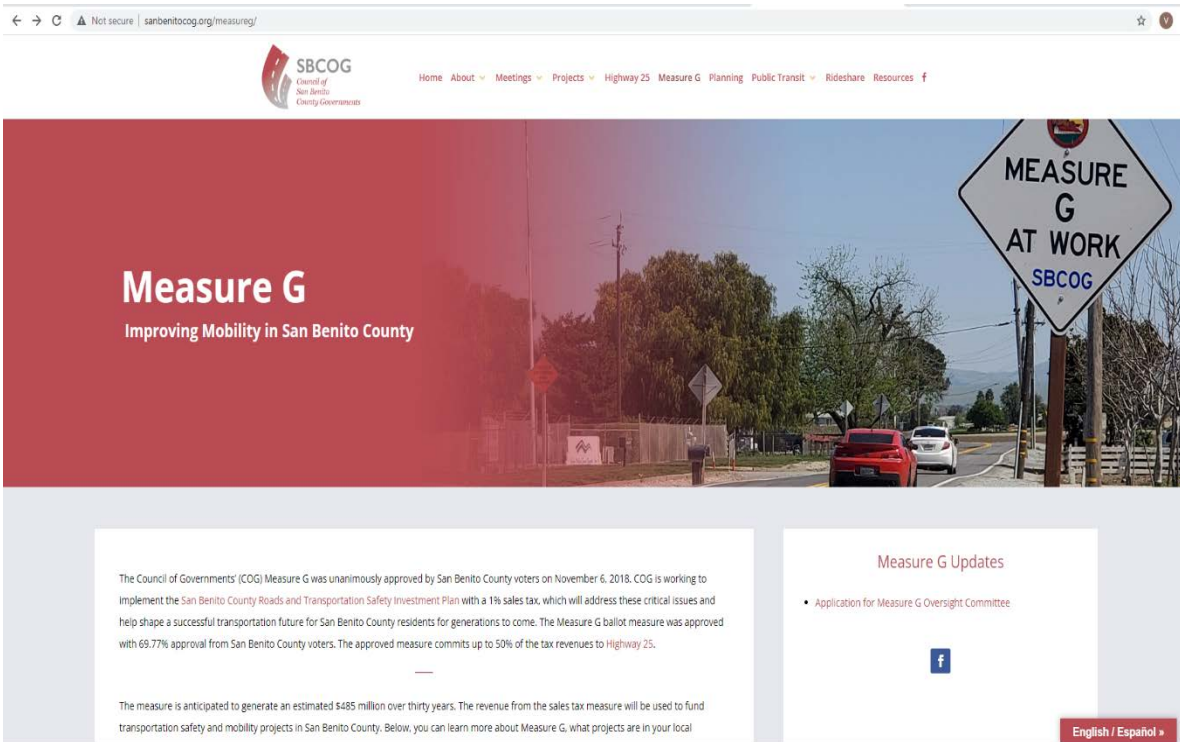 Not secure | sanbenitocog.org/measureg/
V
SBCOG
Council of
San Benito
County Governments
Home About Meetings Projects Highway 25 Measure G Planning Public Transit Rideshare Resources f
MEASURE
G
AT WORK
SBCOG
Measure G
Improving Mobility in San Benito County
The Council of Governments' (COG) Measure G was unanimously approved by San Benito County voters on November 6, 2018. COG is working to
implement the San Benito County Roads and Transportation Safety Investment Plan with a 1% sales tax, which will address these critical issues and
help shape a successful transportation future for San Benito County residents for generations to come. The Measure G ballot measure was approved
with 69.77% approval from San Benito County voters. The approved measure commits up to 50% of the tax revenues to Highway 25.
The measure is anticipated to generate an estimated $485 million over thirty years. The revenue from the sales tax measure will be used to fund
transportation safety and mobility projects in San Benito County. Below, you can learn more about Measure G, what projects are in your local
Measure G Updates
• Application for Measure G Oversight Committee
f
English / Español »